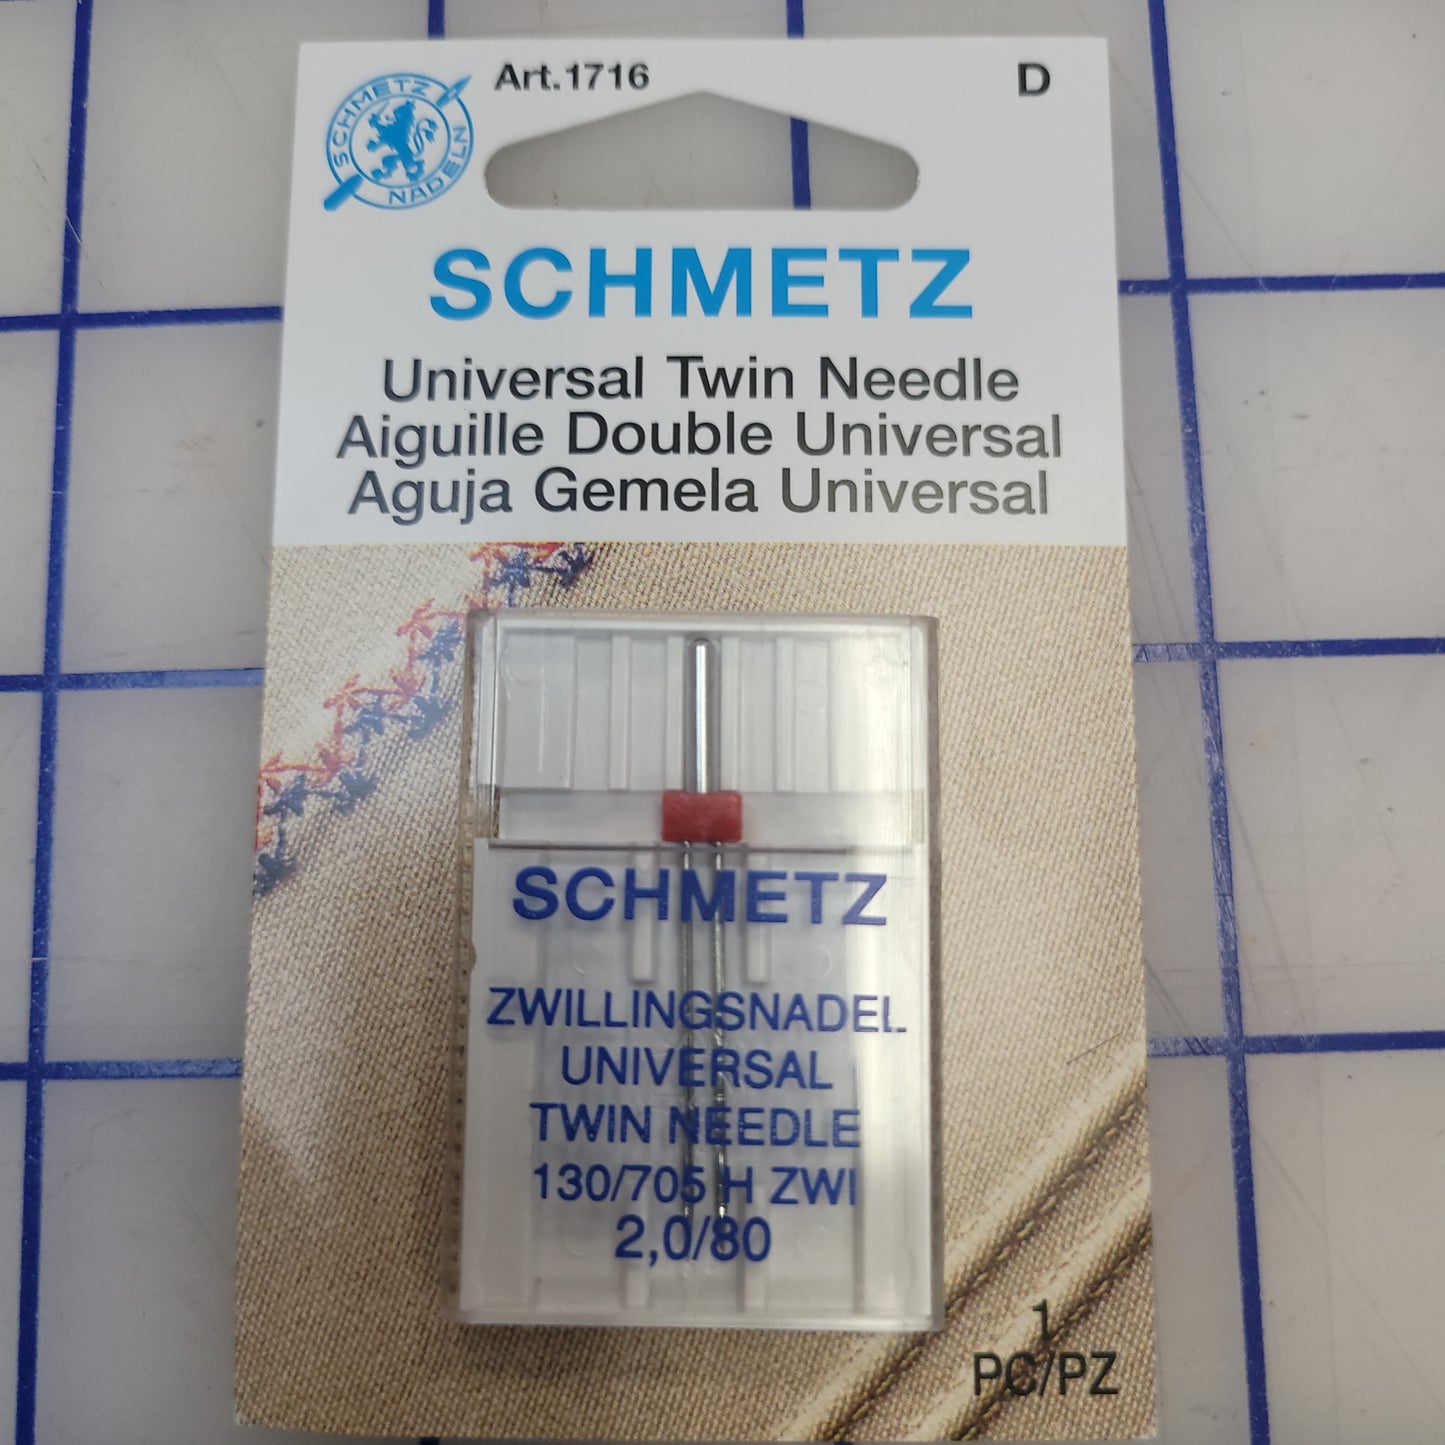 Art.1716
D
SCHMETZ
NADELN
SCHMETZ
Universal Twin Needle
Aiguille Double Universal
Aguja Gemela Universal
SCHMETZ
ZWILLINGSNADEL
UNIVERSAL
TWIN NEEDLE
130/705 H ZWI
2,0/80
1
PC/PZ